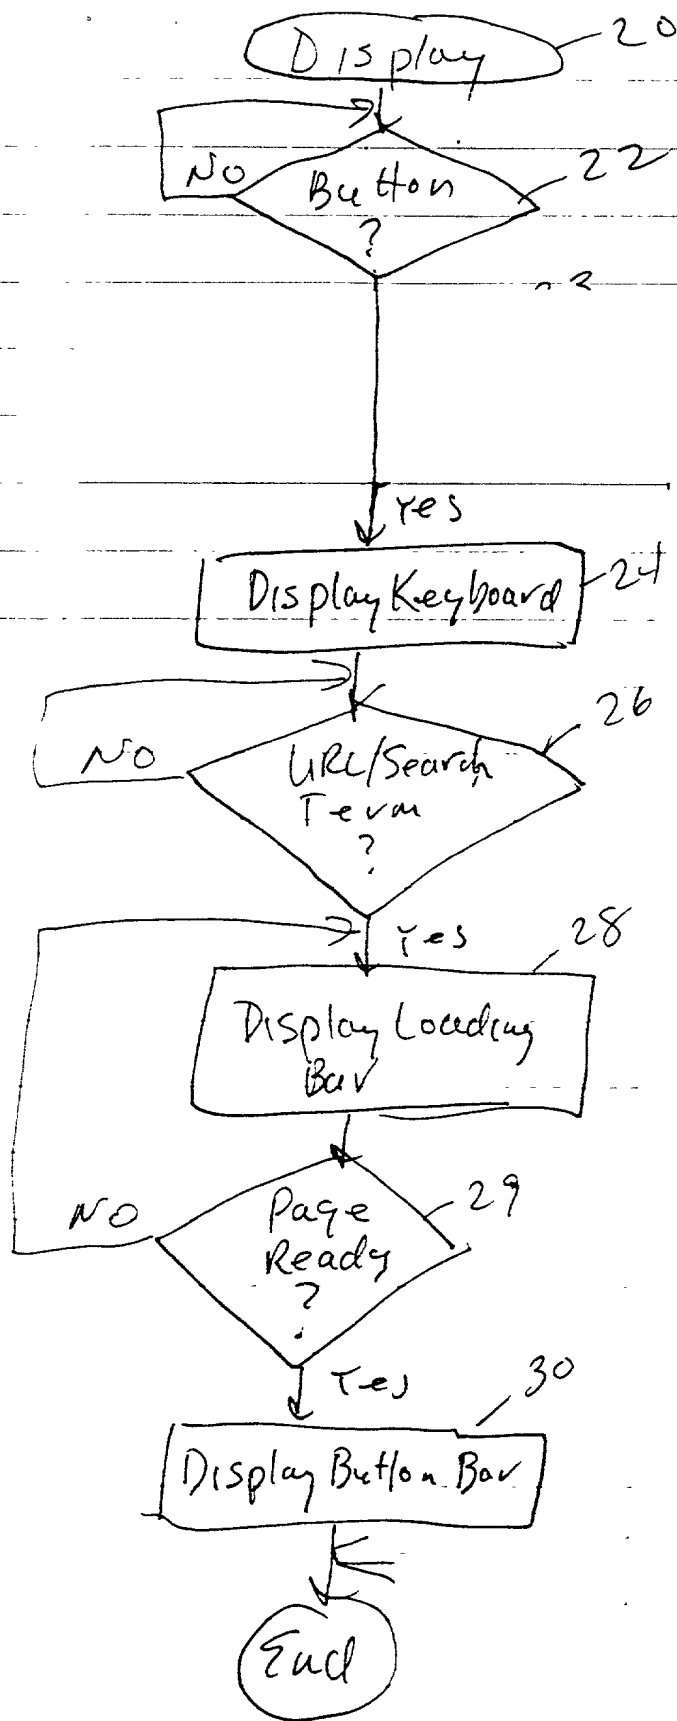 Display
20
NO
Button
?
22
Yes
Display Keyboard
24
NO
URL/Search
Term
?
26
Yes
28
Display Loading
Bar
NO
Page
Ready
?
29
Yes
30
Display Button Bar
End